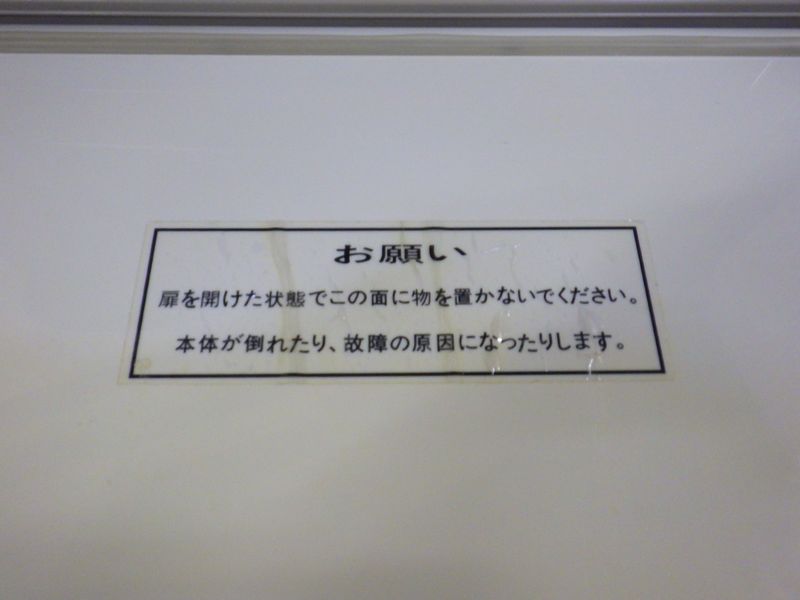 お願い
扉を開けた状態でこの面に物を置かないでください。
本体が倒れたり、故障の原因になったりします。